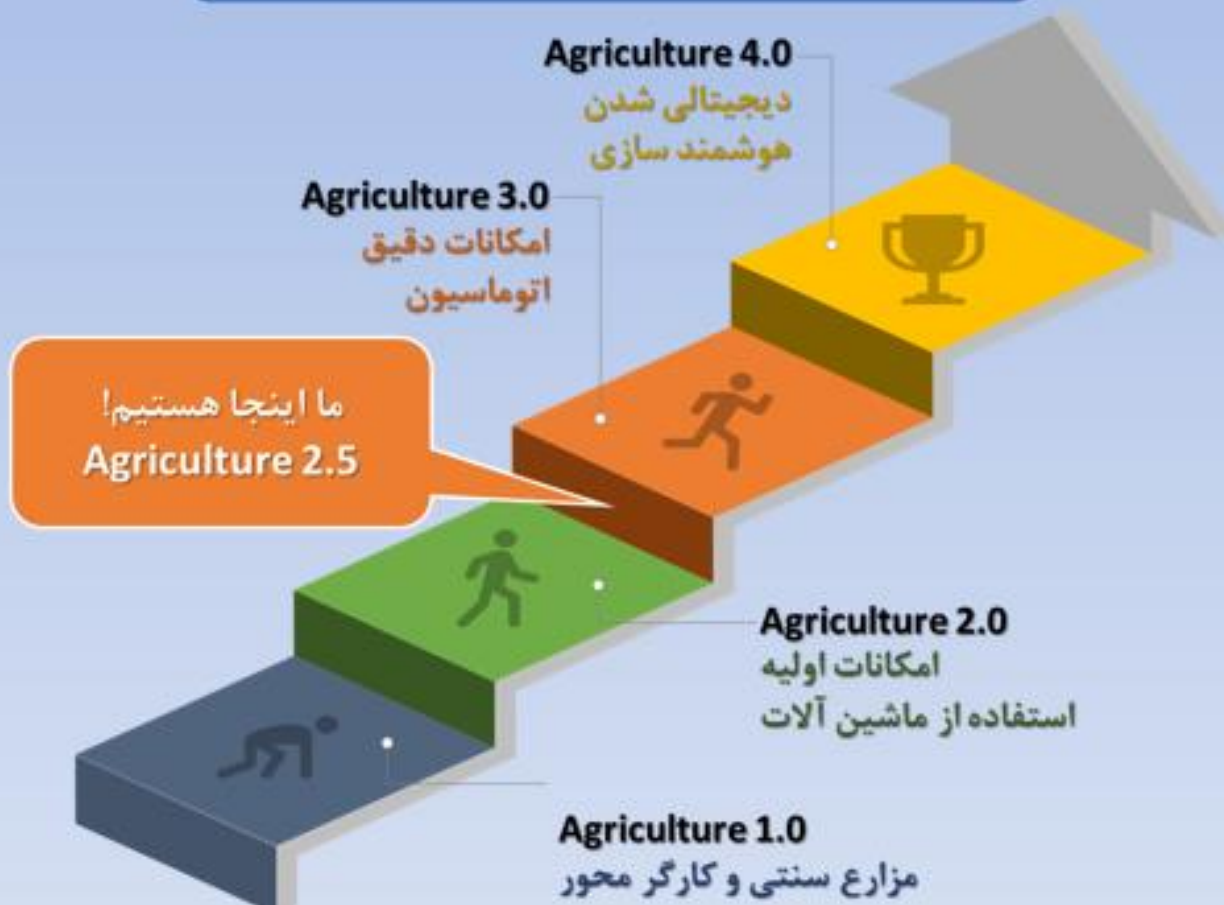 Agriculture 4.0
دیجیتالی شدن
هوشمند سازی
Agriculture 3.0
امکانات دقیق
اتوماسیون
ما اینجا هستیم!
Agriculture 2.5
Agriculture 2.0
امکانات اولیه
استفاده از ماشین آلات
Agriculture 1.0
مزارع سنتی و کارگر محور